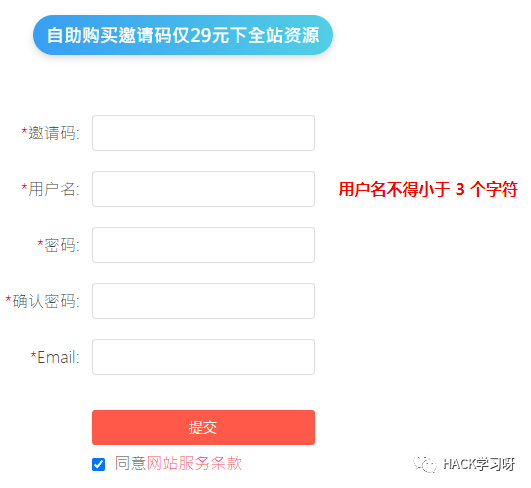 自助购买邀请码仅29元下全站资源
*邀请码:
*用户名:
用户名不得小于 3 个字符
*密码:
*确认密码:
*Email:
提交
同意网站服务条款
HACK学习呀